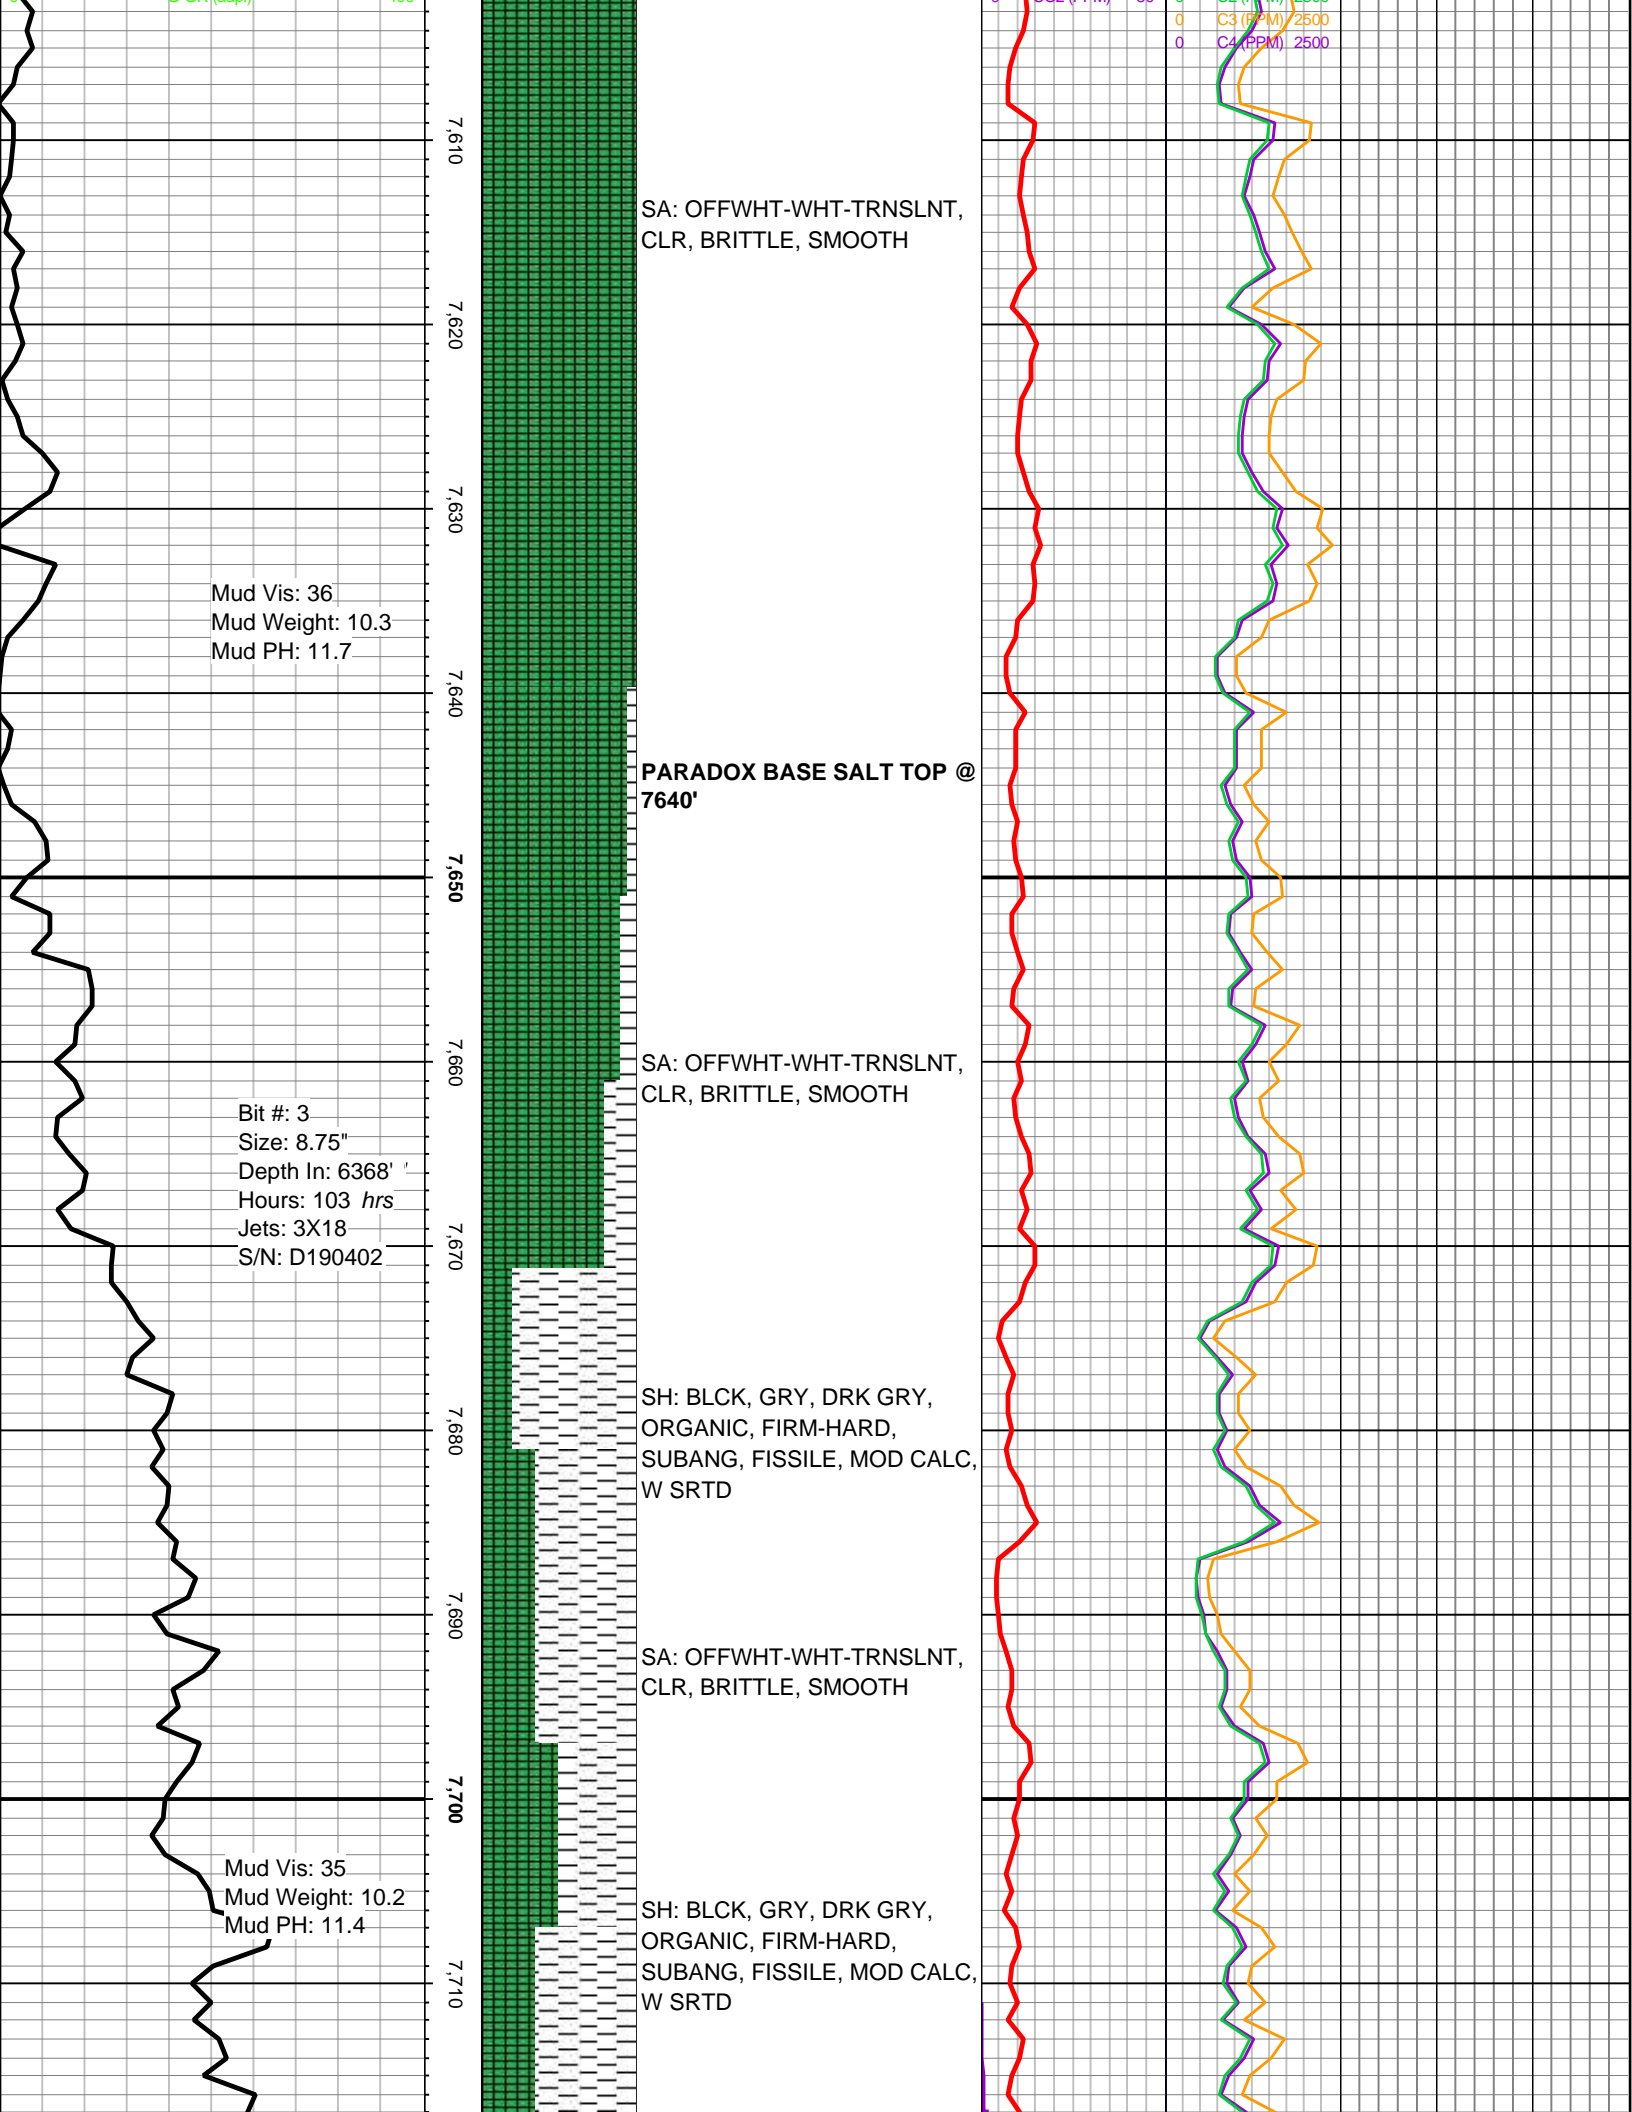 C3 (PPM) 2500
0
0 C4 (PPM) 2500
7,610
SA: OFFWHT-WHT-TRNSLNT,
CLR, BRITTLE, SMOOTH
7,620
7,630
Mud Vis: 36
Mud Weight: 10.3
Mud PH: 11.7
7,640
PARADOX BASE SALT TOP @
7640'
7,650
7,660
SA: OFFWHT-WHT-TRNSLNT,
CLR, BRITTLE, SMOOTH
Bit #: 3
Size: 8.75"
Depth In: 6368' '
Hours: 103 hrs
Jets: 3X18
S/N: D190402
7,670
SH: BLCK, GRY, DRK GRY,
ORGANIC, FIRM-HARD,
SUBANG, FISSILE, MOD CALC,
W SRTD
7,680
7,690
SA: OFFWHT-WHT-TRNSLNT,
CLR, BRITTLE, SMOOTH
7,700
Mud Vis: 35
Mud Weight: 10.2
Mud PH: 11.4
SH: BLCK, GRY, DRK GRY,
ORGANIC, FIRM-HARD,
SUBANG, FISSILE, MOD CALC,
W SRTD
7,710